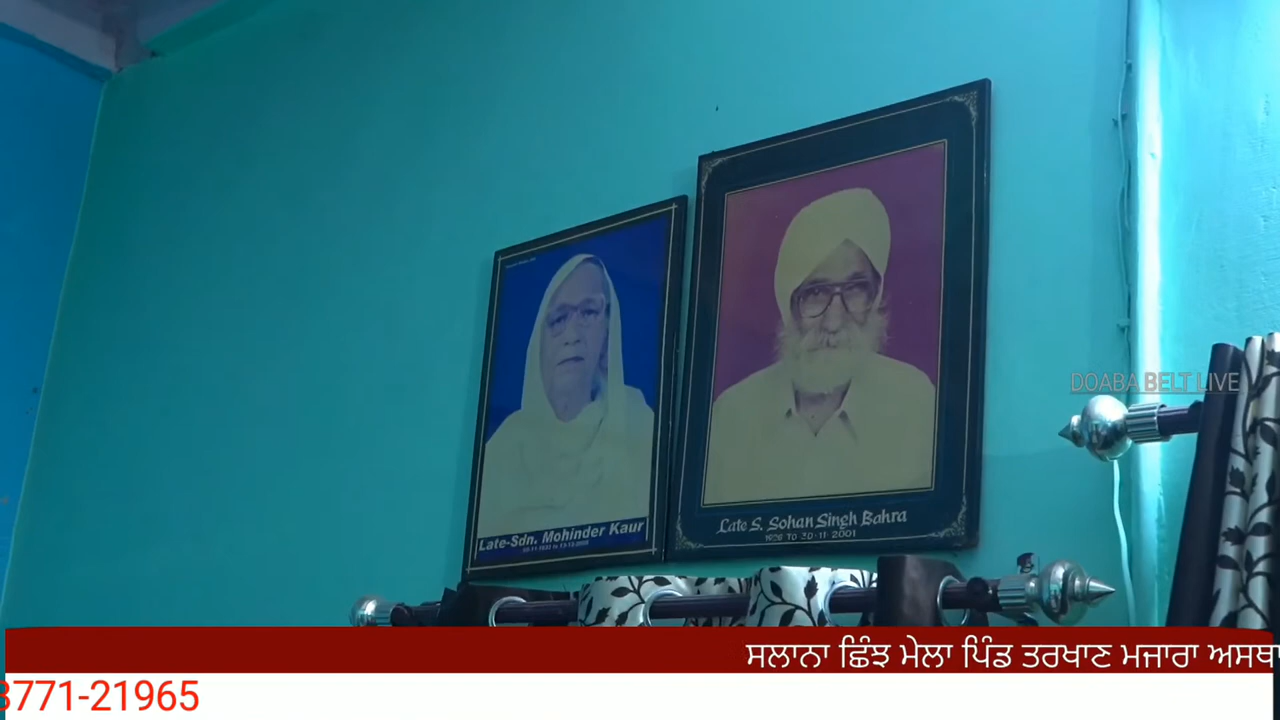 Late-Sdn. Mohinder Kaur
Late S. Sohan Singh Bahra
1926 TO 30-11 2001
DOABA BELT LIVE
ਸਲਾਨਾ ਛਿੰਝ ਮੇਲਾ ਪਿੰਡ ਤਰਖਾਣ ਮਜਾਰਾ ਅਸਥਾ
3771-21965